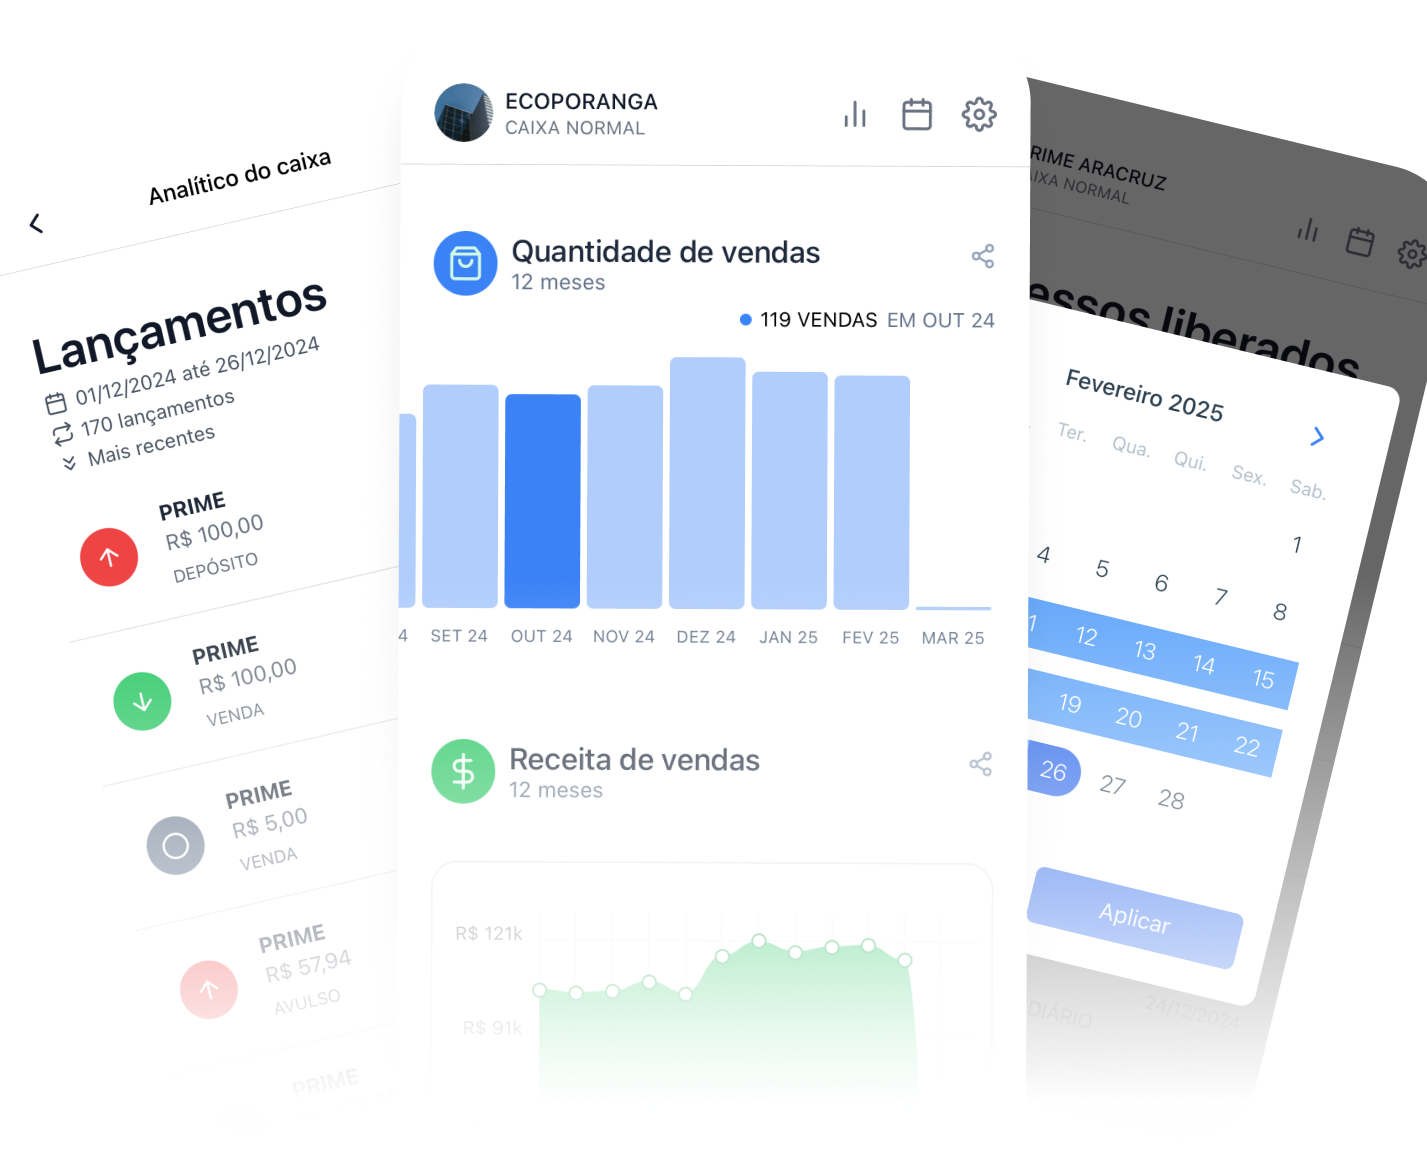 Analítico do caixa
Lançamentos
01/12/2024 até 26/12/2024
170 lançamentos
Mais recentes
PRIME
R$ 100,00
DEPÓSITO
PRIME
R$ 100,00
VENDA
PRIME
R$ 5,00
VENDA
PRIME
R$ 57,94
AVULSO
PRIME
ECOPORANGA
CAIXA NORMAL
Quantidade de vendas
12 meses
119 VENDAS EM OUT 24
4 SET 24 OUT 24 NOV 24 DEZ 24 JAN 25 FEV 25 MAR 25
Receita de vendas
12 meses
R$ 121k
R$ 91k
RIME ARACRUZ
AIXA NORMAL
essos liberados
Fevereiro 2025
Ter. Qua. Qui. Sex. Sab.
1
4 5 6 7 8
1 12 13 14 15
19 20 21 22
26 27 28
Aplicar
24/12/2024
DIÁRIO